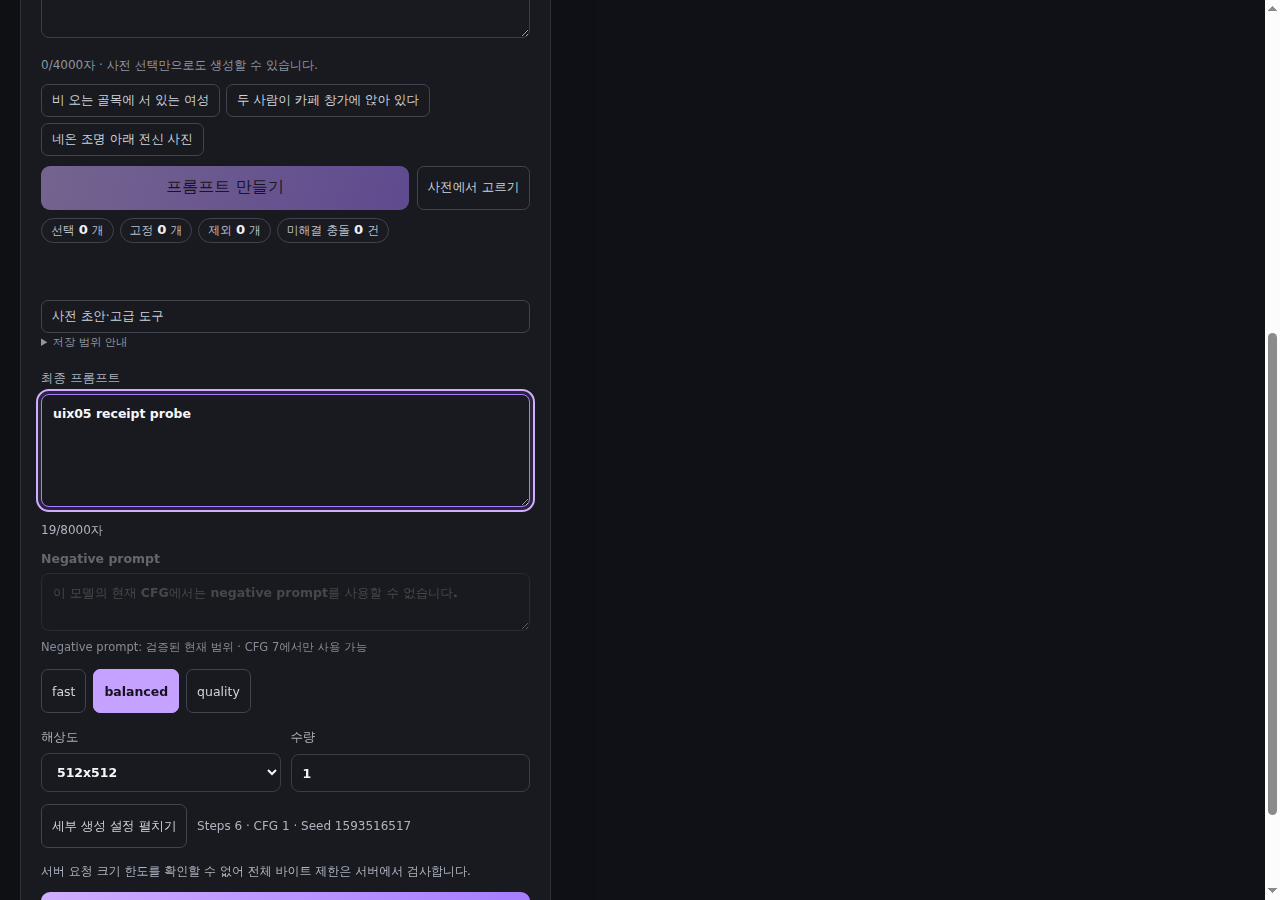 0/4000자 · 사전 선택만으로도 생성할 수 있습니다.
비 오는 골목에 서 있는 여성
두 사람이 카페 창가에 앉아 있다
네온 조명 아래 전신 사진
프롬프트 만들기
사전에서 고르기
선택 0 개
고정 0 개
제외 0 개
미해결 충돌 0 건
사전 초안·고급 도구
▶ 저장 범위 안내
최종 프롬프트
uix05 receipt probe
19/8000자
Negative prompt
이 모델의 현재 CFG에서는 negative prompt를 사용할 수 없습니다.
Negative prompt: 검증된 현재 범위 · CFG 7에서만 사용 가능
fast
balanced
quality
해상도
수량
512x512
1
세부 생성 설정 펼치기
Steps 6 · CFG 1 · Seed 1593516517
서버 요청 크기 한도를 확인할 수 없어 전체 바이트 제한은 서버에서 검사합니다.